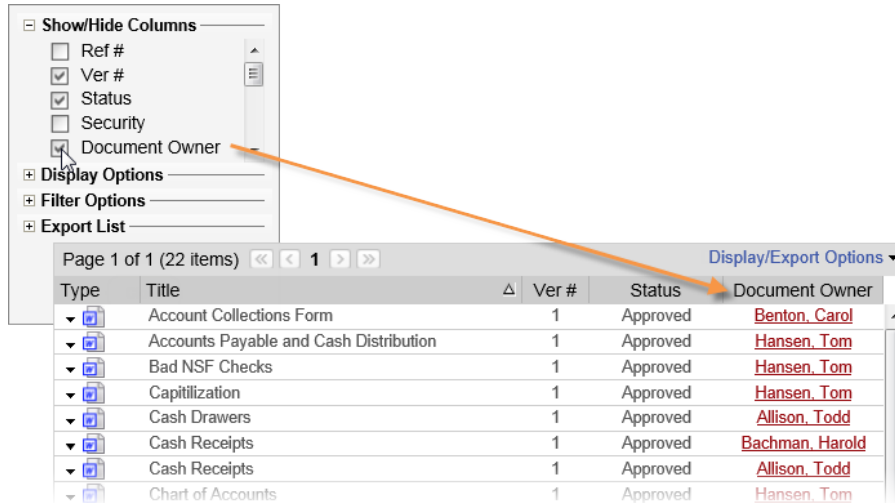 Show/Hide Columns
Ref #
Ver #
Status
Security
Document Owner
Display Options
Filter Options
Export List
Page 1 of 1 (22 items) 1 Display/Export Options
Type Title Ver # Status Document Owner
Account Collections Form 1 Approved Benton, Carol
Accounts Payable and Cash Distribution 1 Approved Hansen, Tom
Bad NSF Checks 1 Approved Hansen, Tom
Capitilization 1 Approved Hansen, Tom
Cash Drawers 1 Approved Allison, Todd
Cash Receipts 1 Approved Bachman, Harold
Cash Receipts 1 Approved Allison, Todd
Chart of Accounts 1 Approved Hansen, Tom